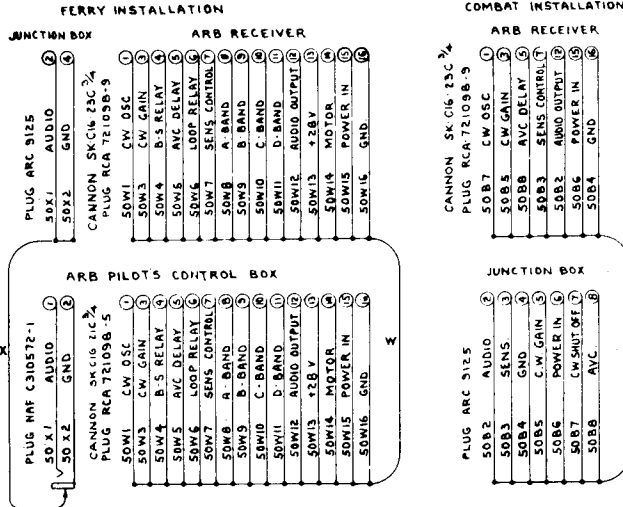 FERRY INSTALLATION
COMBAT INSTALLATION
JUNCTION BOX
ARB RECEIVER
ARB RECEIVER
PLUG ARC 9125
50X1 AUDIO 2
50X2 GND 4
CANNON SK C16 23C 3/4
PLUG RCA 72109B-9
50W1 CW OSC 1
50W3 CW GAIN 3
50W4 B-S RELAY 4
50W5 AVC DELAY 5
50W6 LOOP RELAY 6
50W7 SENS CONTROL 7
50W8 A-BAND 8
50W9 B-BAND 9
50W10 C-BAND 10
50W11 D-BAND 11
50W12 AUDIO OUTPUT 12
50W13 +28V 13
50W14 MOTOR 14
50W15 POWER IN 15
50W16 GND 16
CANNON SK·C16·23C 3/4
PLUG RCA·72109B-9
50B7 CW OSC 1
50B5 CW GAIN 3
50B8 AVC DELAY 5
50B3 SENS CONTROL 7
50B2 AUDIO OUTPUT 12
50B6 POWER IN 15
50B4 GND 16
X
ARB PILOT'S CONTROL BOX
PLUG NAF C310572-1
50X1 AUDIO 1
50X2 GND 2
CANNON SK C16 21C 3/4
PLUG RCA 72109B-5
50W1 CW OSC 1
50W3 CW GAIN 3
50W4 B-S RELAY 4
50W5 AVC DELAY 5
50W6 LOOP RELAY 6
50W7 SENS CONTROL 7
50W8 A-BAND 8
50W9 B-BAND 9
50W10 C-BAND 10
50W11 D-BAND 11
50W12 AUDIO OUTPUT 12
50W13 +28V 13
50W14 MOTOR 14
50W15 POWER IN 15
50W16 GND 16
W
JUNCTION BOX
PLUG ARC 9125
50B2 AUDIO 2
50B3 SENS 3
50B4 GND 4
50B5 C.W. GAIN 5
50B6 POWER IN 6
50B7 CW SHUT OFF 7
50B8 AVC 8